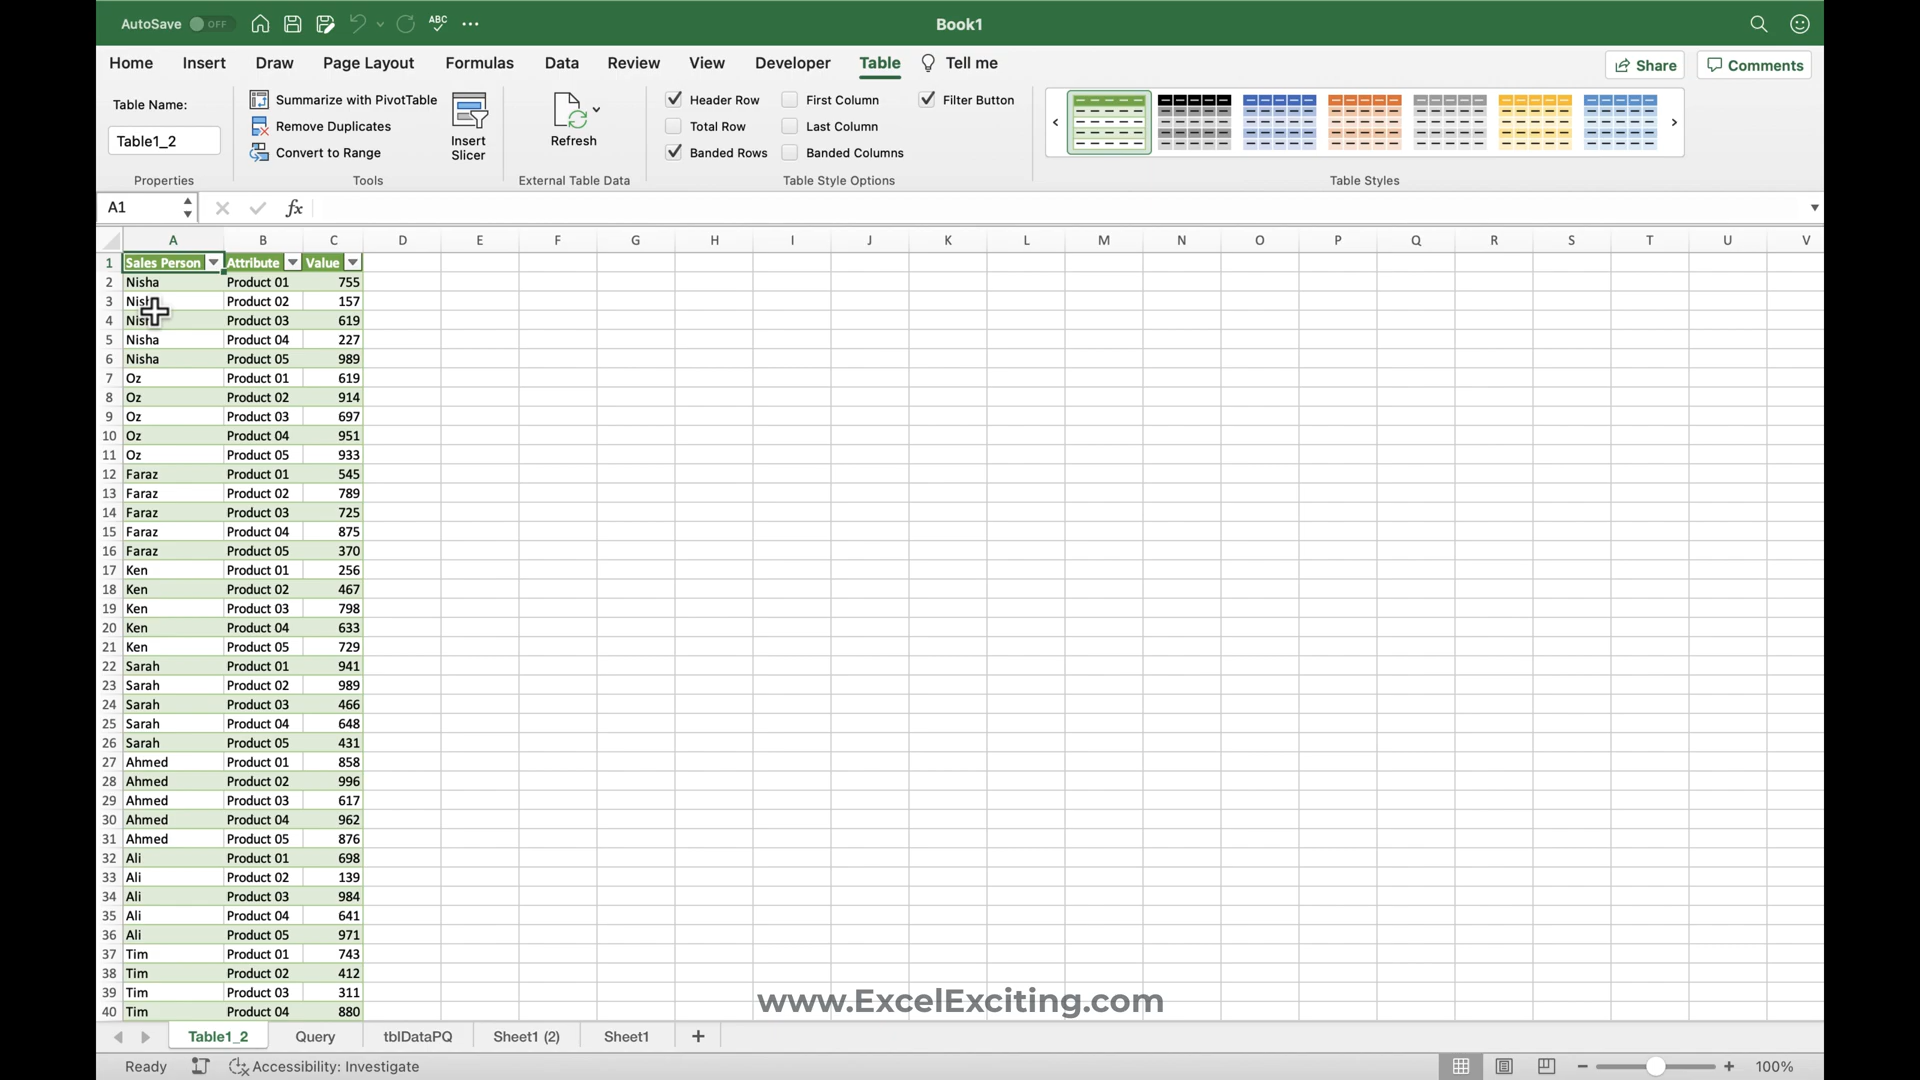 AutoSave OFF ABC Book1
Home Insert Draw Page Layout Formulas Data Review View Developer Table Tell me Share Comments
Table Name:
Table1_2
Properties
Summarize with PivotTable
Remove Duplicates
Convert to Range
Tools
Insert
Slicer
Refresh
External Table Data
Header Row First Column Filter Button
Total Row Last Column
Banded Rows Banded Columns
Table Style Options
Table Styles
A1 fx
A B C D E F G H I J K L M N O P Q R S T U V
1 Sales Person Attribute Value
2 Nisha Product 01 755
3 Product 02 157
4 Product 03 619
5 Nisha Product 04 227
6 Nisha Product 05 989
7 Oz Product 01 619
8 Oz Product 02 914
9 Oz Product 03 697
10 Oz Product 04 951
11 Oz Product 05 933
12 Faraz Product 01 545
13 Faraz Product 02 789
14 Faraz Product 03 725
15 Faraz Product 04 875
16 Faraz Product 05 370
17 Ken Product 01 256
18 Ken Product 02 467
19 Ken Product 03 798
20 Ken Product 04 633
21 Ken Product 05 729
22 Sarah Product 01 941
23 Sarah Product 02 989
24 Sarah Product 03 466
25 Sarah Product 04 648
26 Sarah Product 05 431
27 Ahmed Product 01 858
28 Ahmed Product 02 996
29 Ahmed Product 03 617
30 Ahmed Product 04 962
31 Ahmed Product 05 876
32 Ali Product 01 698
33 Ali Product 02 139
34 Ali Product 03 984
35 Ali Product 04 641
36 Ali Product 05 971
37 Tim Product 01 743
38 Tim Product 02 412
39 Tim Product 03 311
40 Tim Product 04 880
www.ExcelExciting.com
Table1_2 Query tblDataPQ Sheet1 (2) Sheet1
Ready Accessibility: Investigate 100%